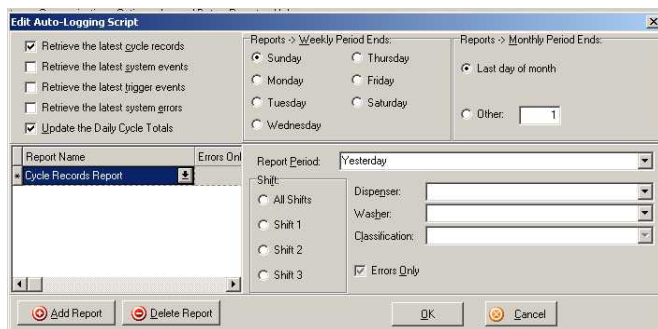 Edit Auto-Logging Script
Retrieve the latest cycle records
Retrieve the latest system events
Retrieve the latest trigger events
Retrieve the latest system errors
Update the Daily Cycle Totals
Reports -> Weekly Period Ends:
Sunday
Monday
Tuesday
Wednesday
Thursday
Friday
Saturday
Reports -> Monthly Period Ends:
Last day of month
Other: 1
Report Name Errors Onl
* Cycle Records Report
Report Period: Yesterday
Shift:
All Shifts
Shift 1
Shift 2
Shift 3
Dispenser:
Washer:
Classification:
Errors Only
Add Report Delete Report OK Cancel